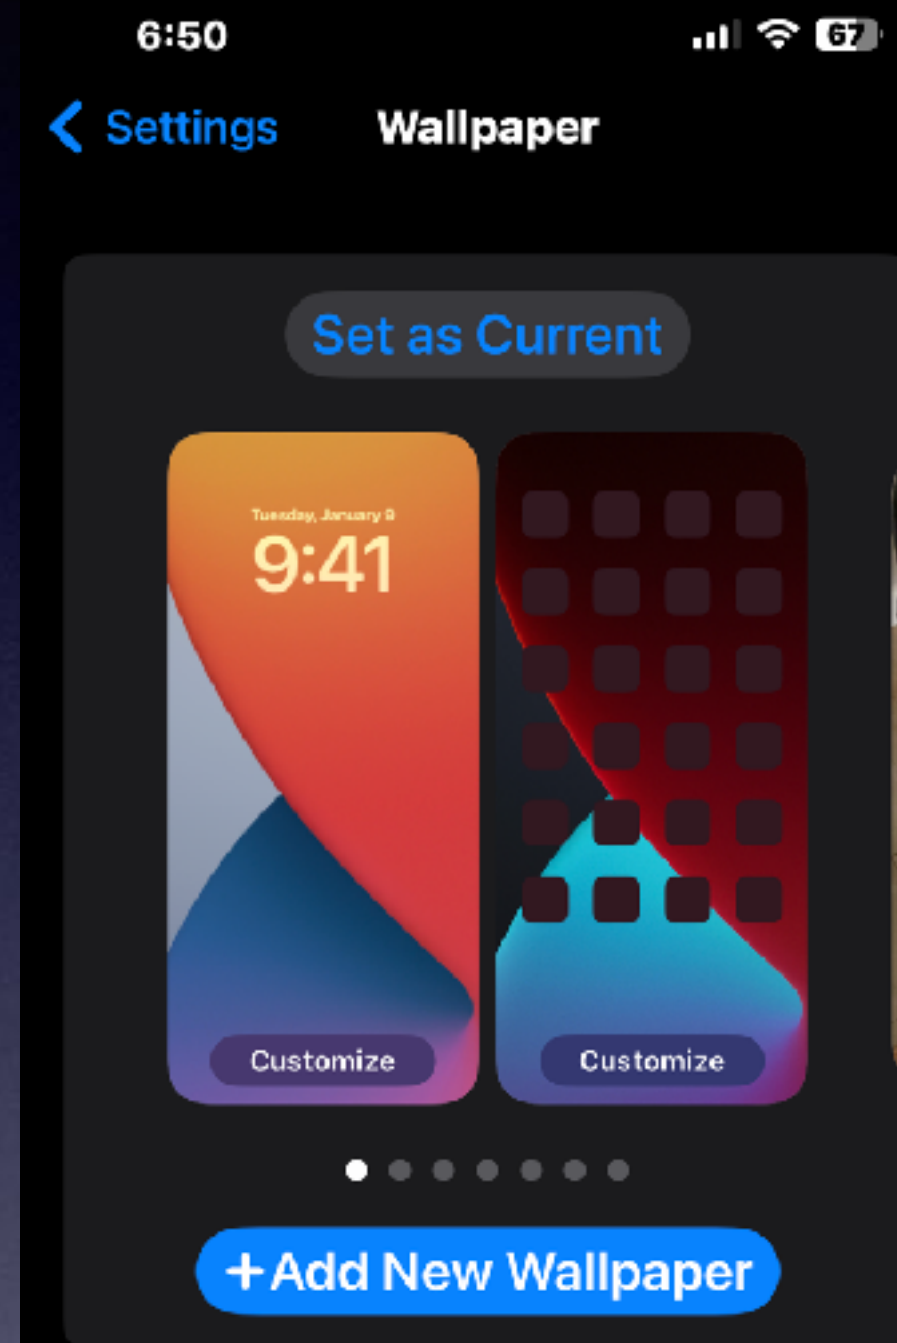 6:50 67
Settings Wallpaper
Set as Current
Tuesday, January 9
9:41
Customize Customize
+Add New Wallpaper